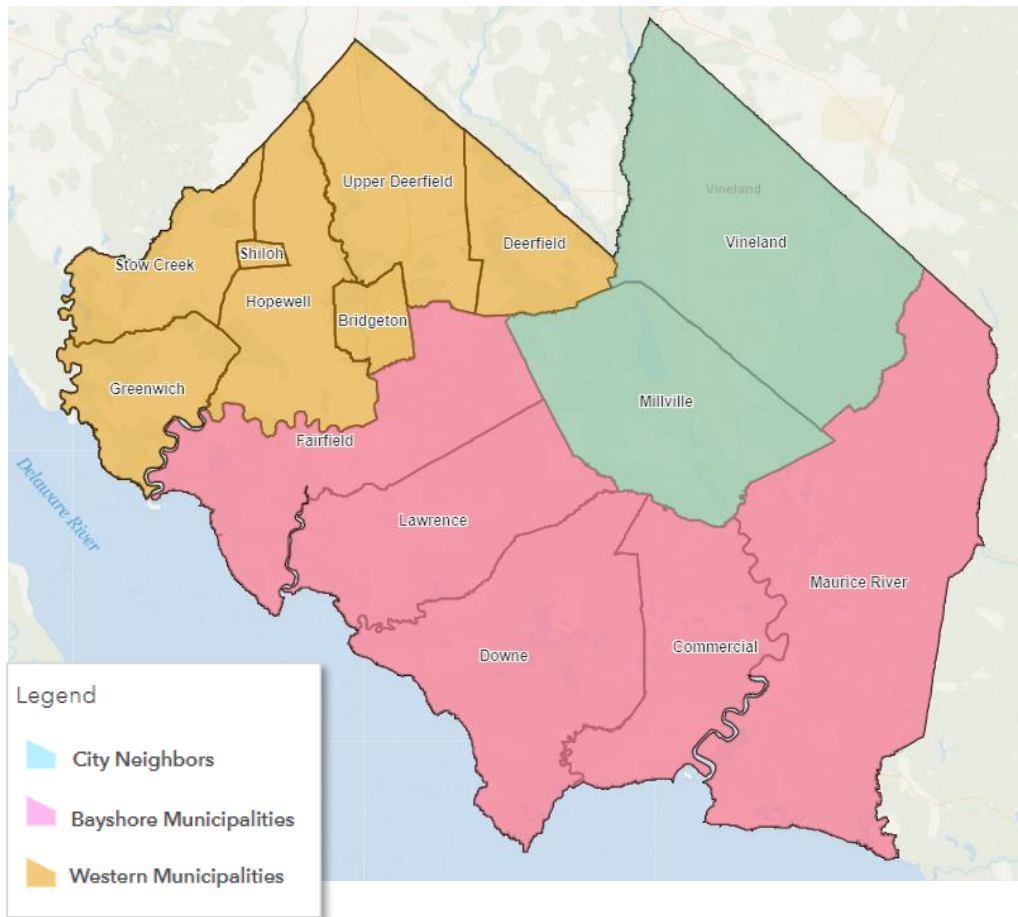 Upper Deerfield
Vineland
Deerfield
Vineland
Shiloh
Stow Creek
Hopewell
Bridgeton
Greenwich
Millville
Fairfield
Delaware River
Lawrence
Maurice River
Commercial
Downe
Legend
City Neighbors
Bayshore Municipalities
Western Municipalities